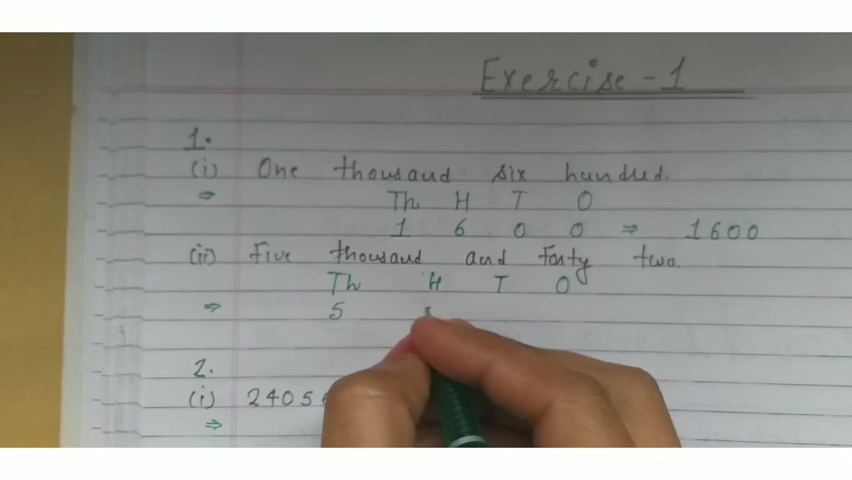 Exercise - 1
1.
(i) One thousand six hundred.
⇒ Th H T O
1 6 0 0 ⇒ 1600
(ii) Five thousand and forty two.
Th H T O
⇒ 5
2.
(i) 2405
⇒